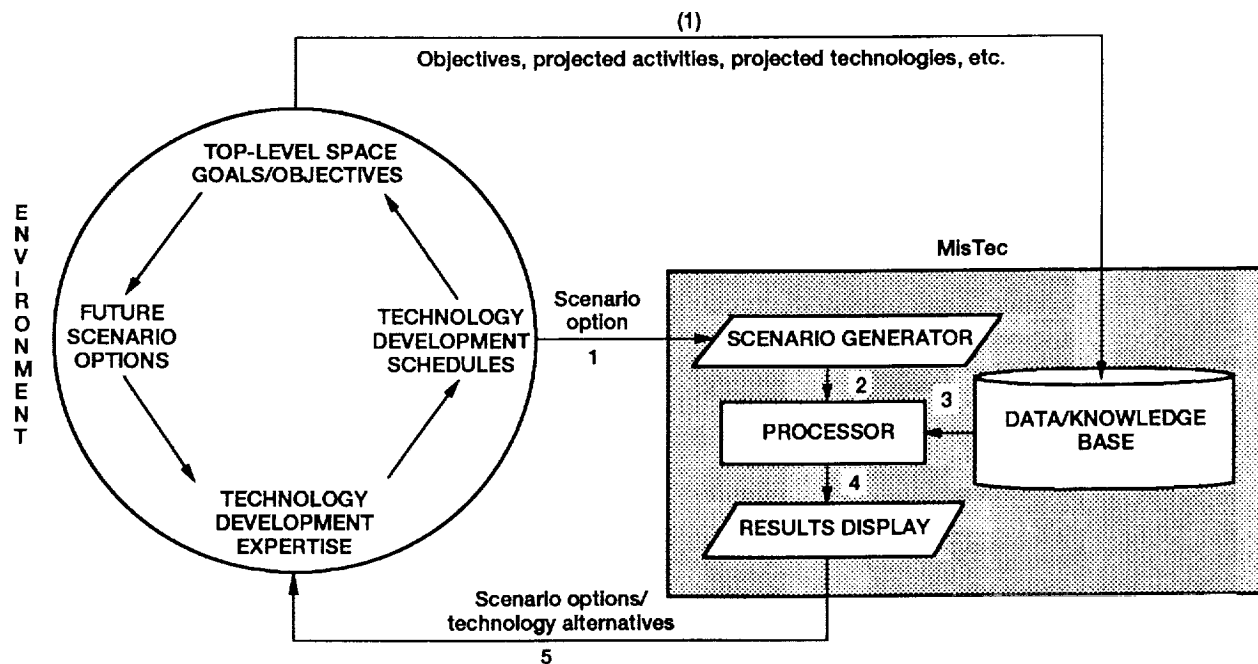 (1)
Objectives, projected activities, projected technologies, etc.
ENVIRONMENT
TOP-LEVEL SPACE
GOALS/OBJECTIVES
FUTURE
SCENARIO
OPTIONS
TECHNOLOGY
DEVELOPMENT
SCHEDULES
TECHNOLOGY
DEVELOPMENT
EXPERTISE
Scenario
option
1
MisTec
SCENARIO GENERATOR
2
3
PROCESSOR
DATA/KNOWLEDGE
BASE
4
RESULTS DISPLAY
Scenario options/
technology alternatives
5